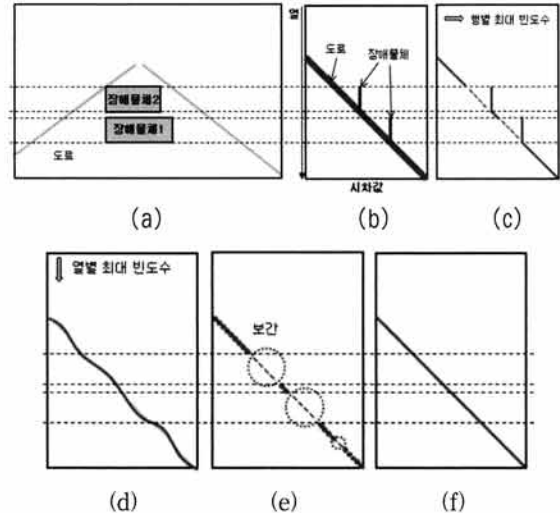 장애물체2
장애물체1
도로
(a)
열
도로
장애물체
시차값
(b)
행별 최대 빈도수
(c)
열별 최대 빈도수
(d)
보간
(e)
(f)